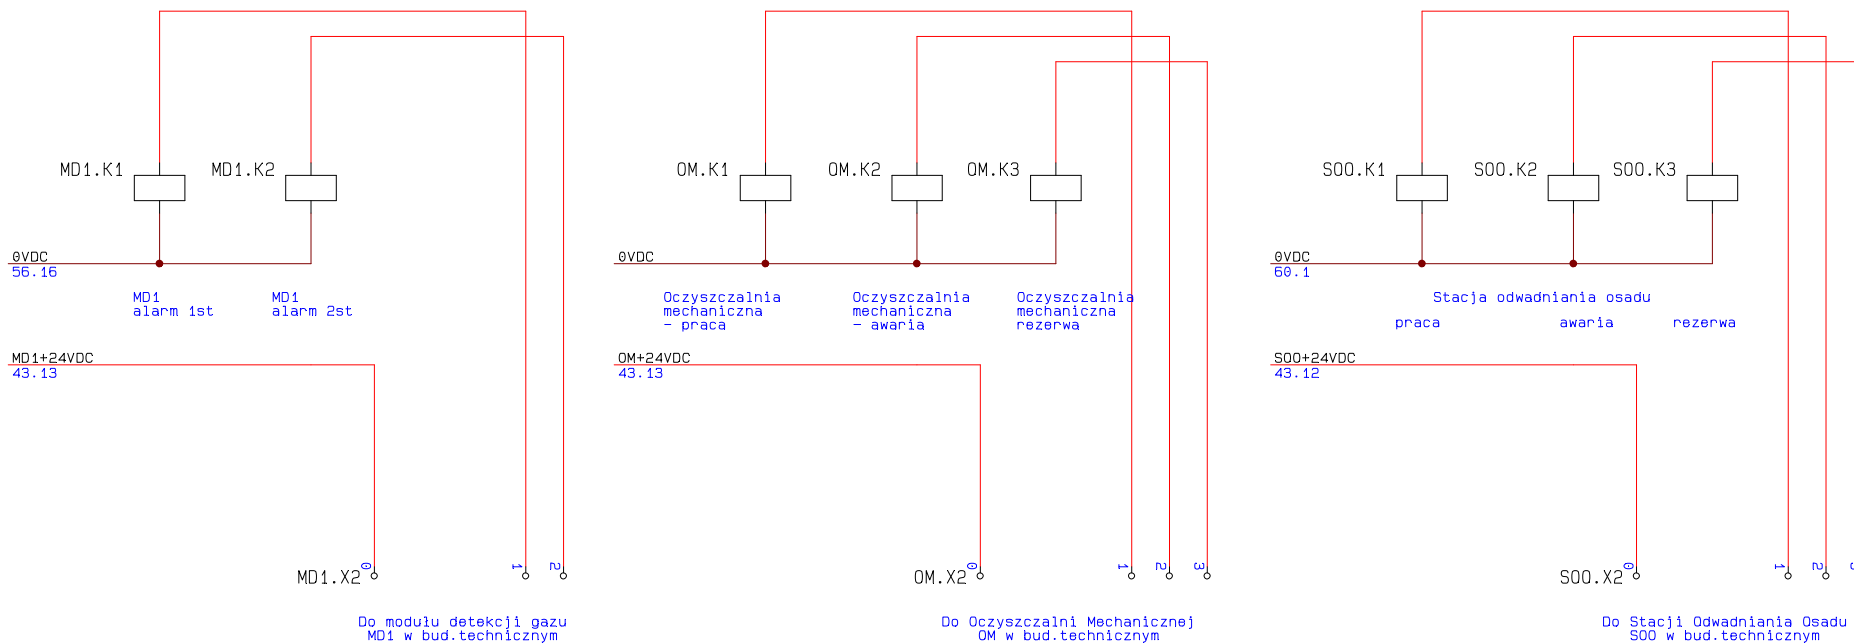 MD1.K1
MD1.K2
0VDC
56.16
MD1
alarm 1st
MD1
alarm 2st
MD1+24VDC
43.13
MD1.X2
0
1
2
Do modułu detekcji gazu
MD1 w bud.technicznym
OM.K1
OM.K2
OM.K3
0VDC
Oczyszczalnia
mechaniczna
- praca
Oczyszczalnia
mechaniczna
- awaria
Oczyszczalnia
mechaniczna
rezerwa
OM+24VDC
43.13
OM.X2
0
1
2
3
Do Oczyszczalni Mechanicznej
OM w bud.technicznym
SOO.K1
SOO.K2
SOO.K3
0VDC
60.1
Stacja odwadniania osadu
praca
awaria
rezerwa
SOO+24VDC
43.12
SOO.X2
0
1
2
Do Stacji Odwadniania Osadu
SOO w bud.technicznym